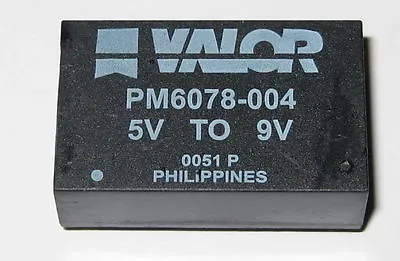 VALOR
PM6078-004
5V TO 9V
0051 P
PHILIPPINES